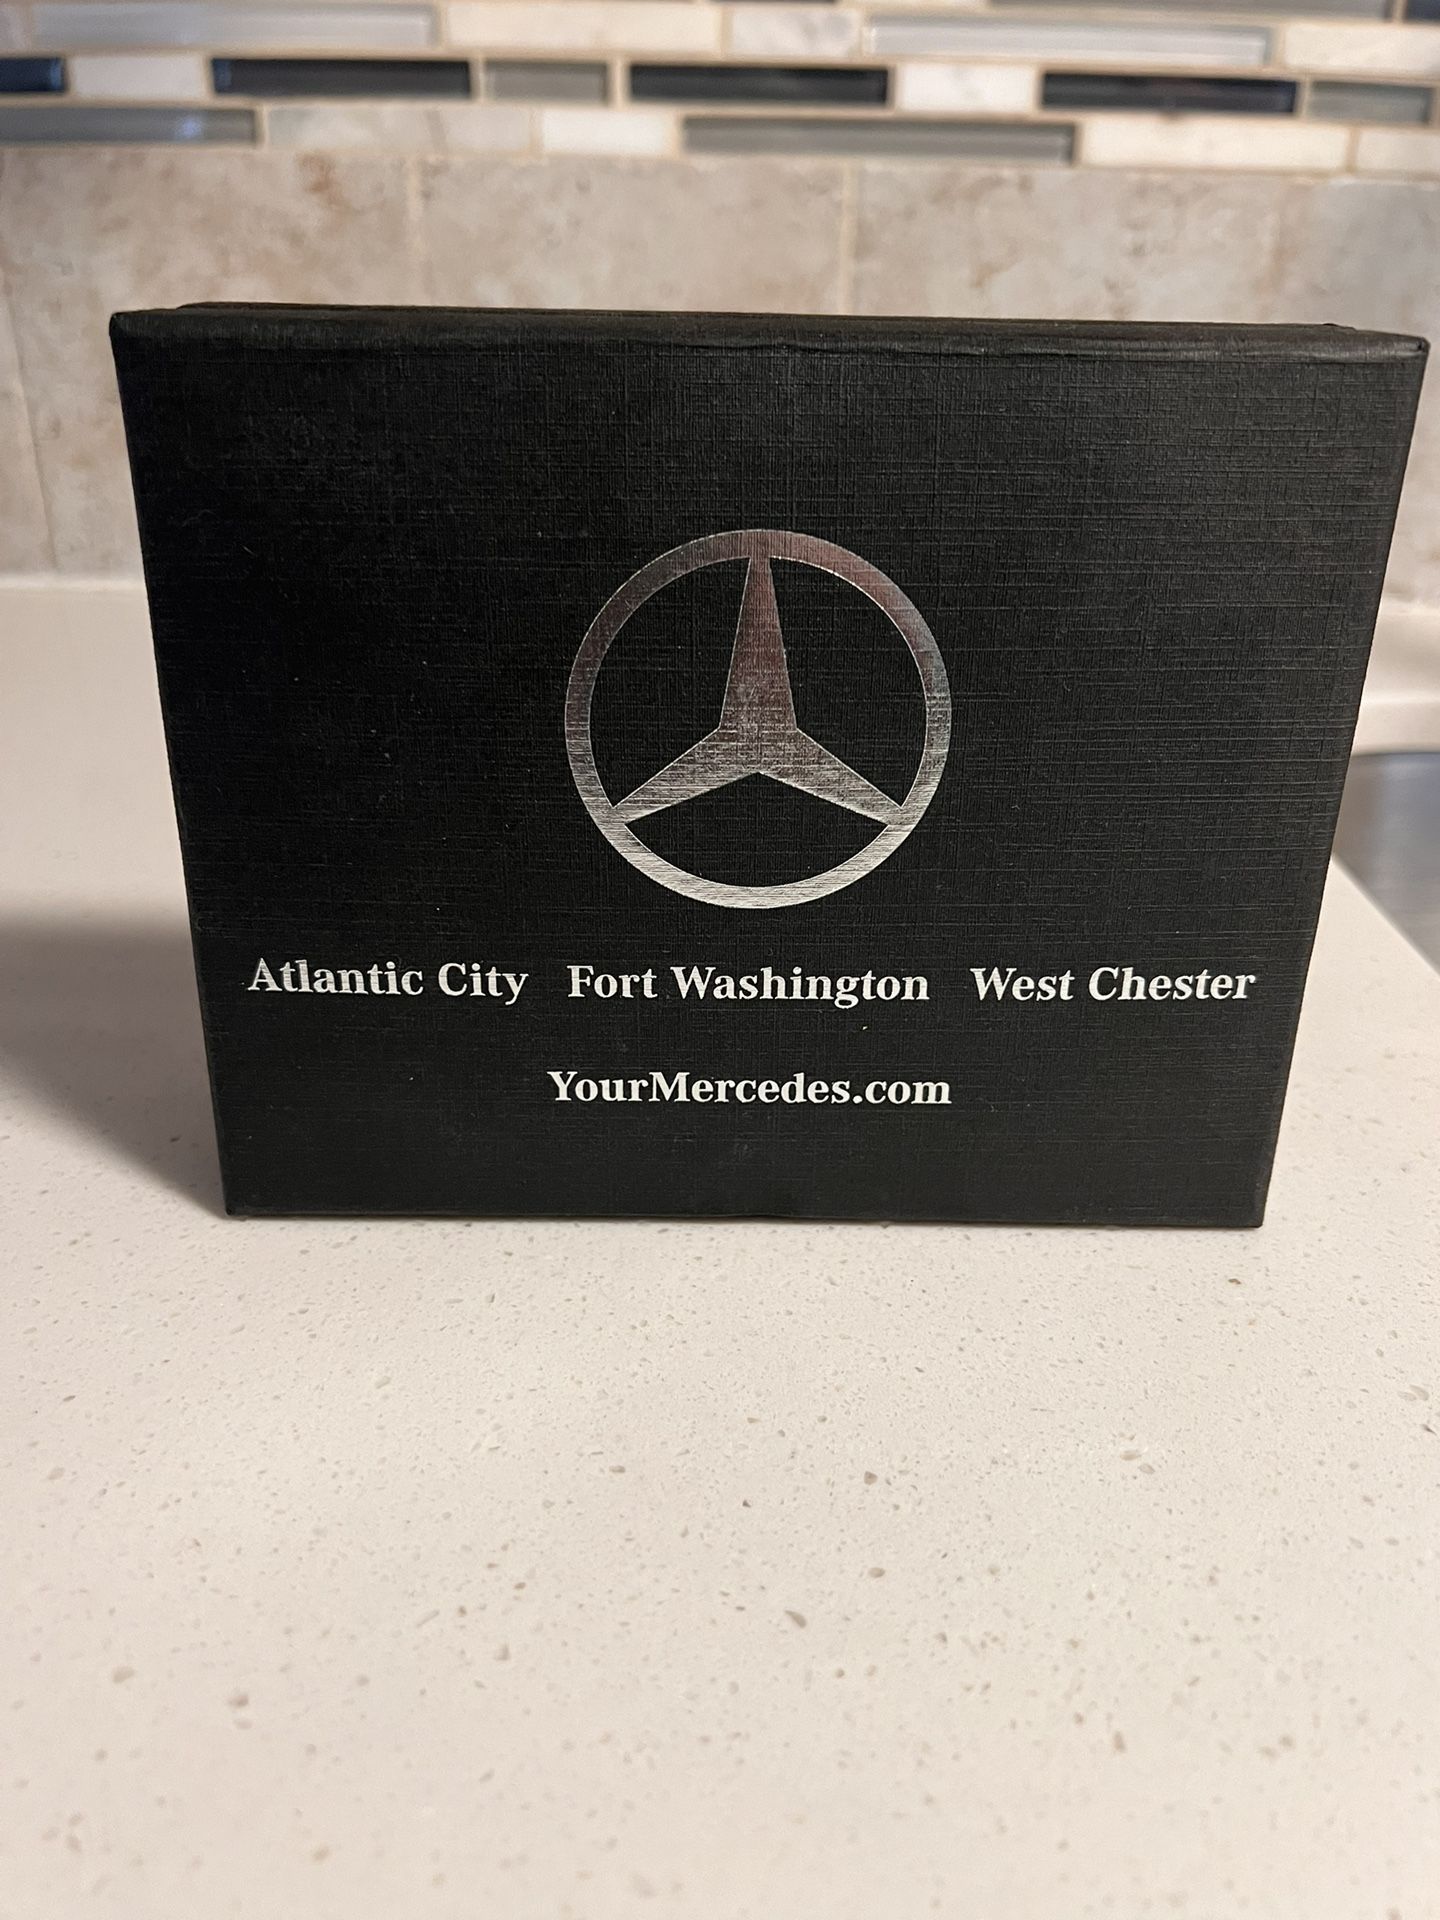 Atlantic City Fort Washington West Chester
YourMercedes.com